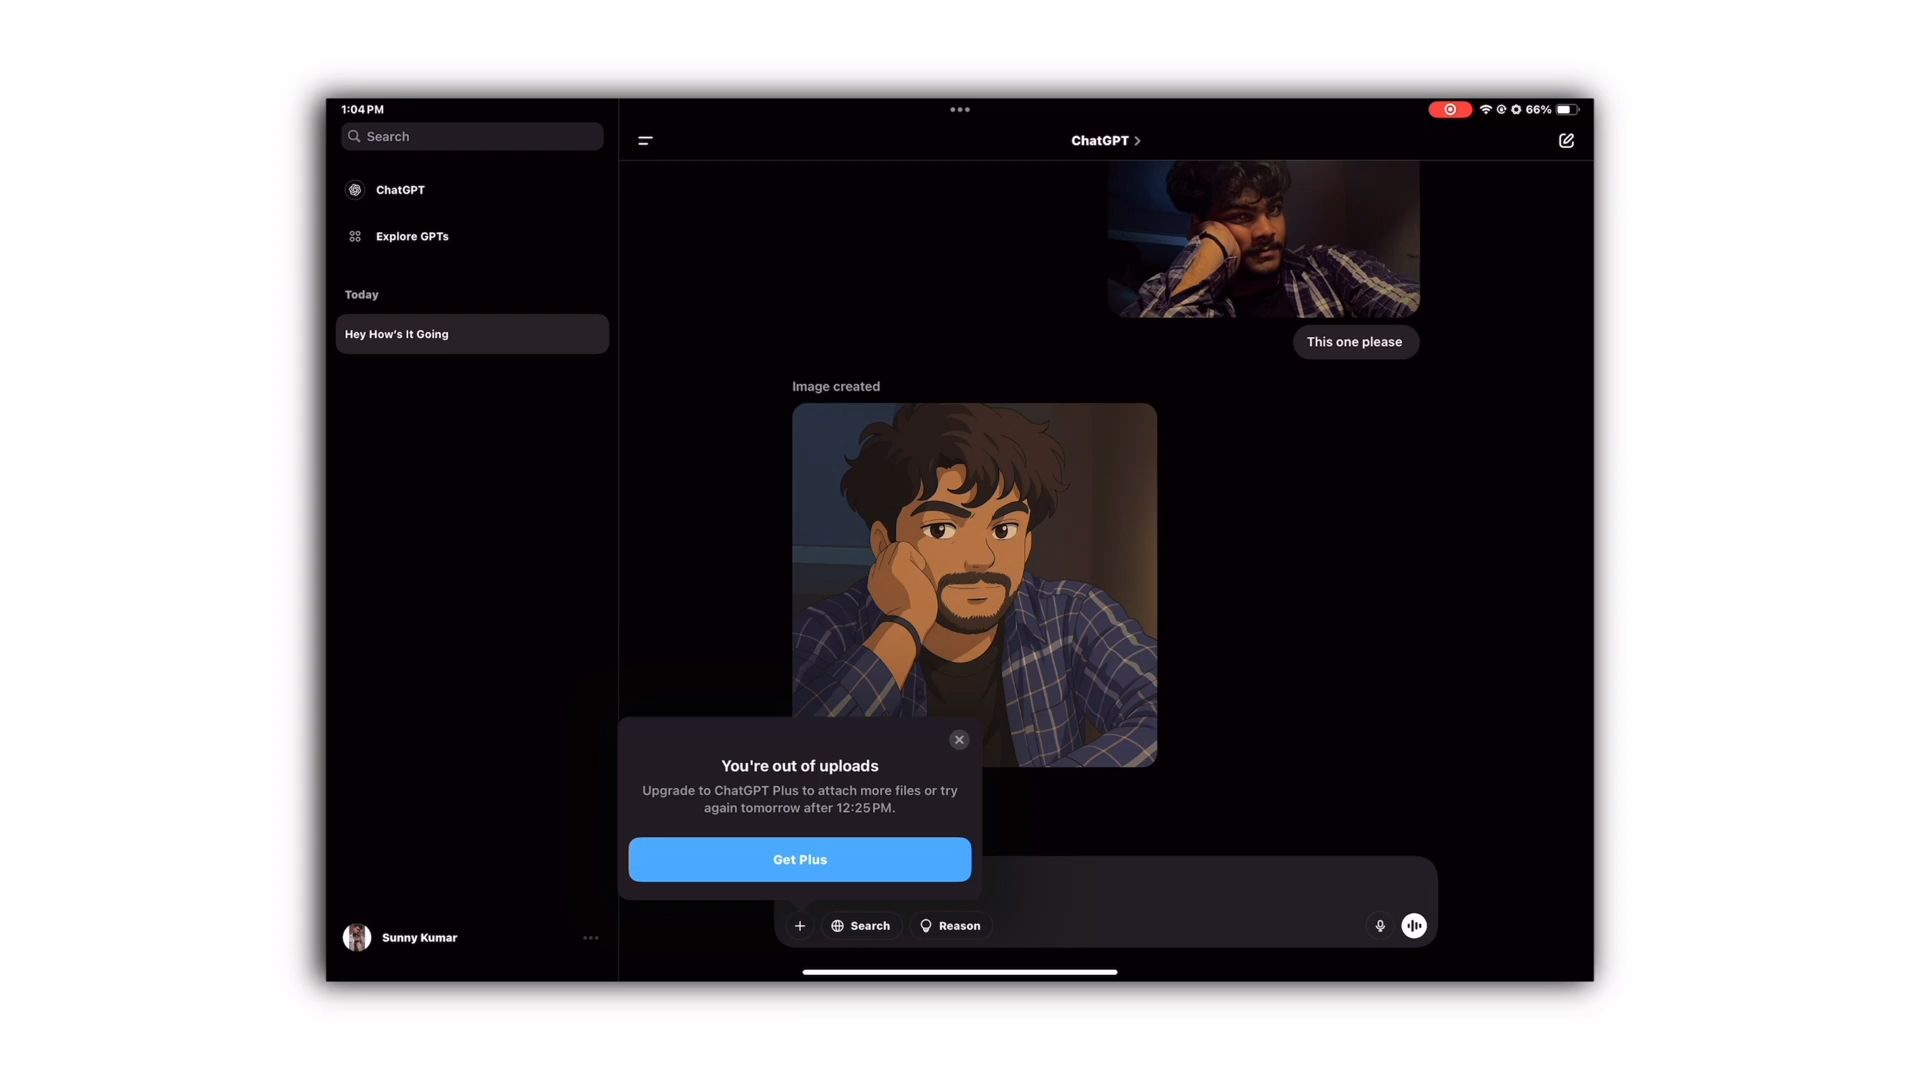 1:04 PM
66%
Search
ChatGPT
Explore GPTs
Today
Hey How's It Going
Sunny Kumar
ChatGPT
This one please
Image created
You're out of uploads
Upgrade to ChatGPT Plus to attach more files or try
again tomorrow after 12:25 PM.
Get Plus
Search
Reason